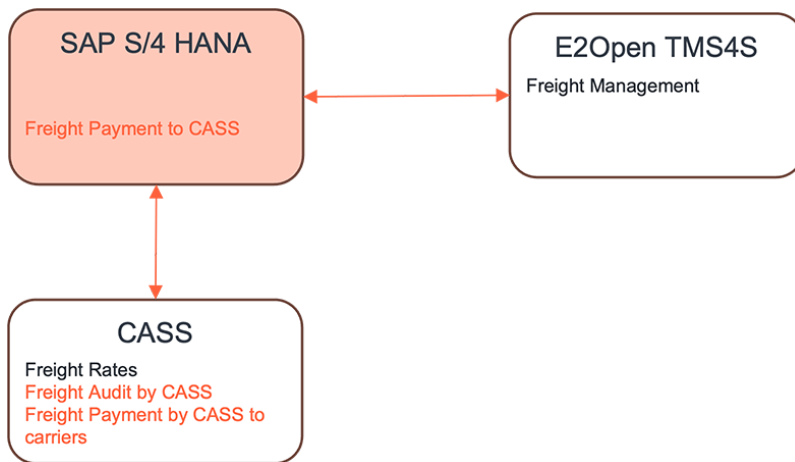 SAP S/4 HANA
Freight Payment to CASS
E2Open TMS4S
Freight Management
CASS
Freight Rates
Freight Audit by CASS
Freight Payment by CASS to
carriers